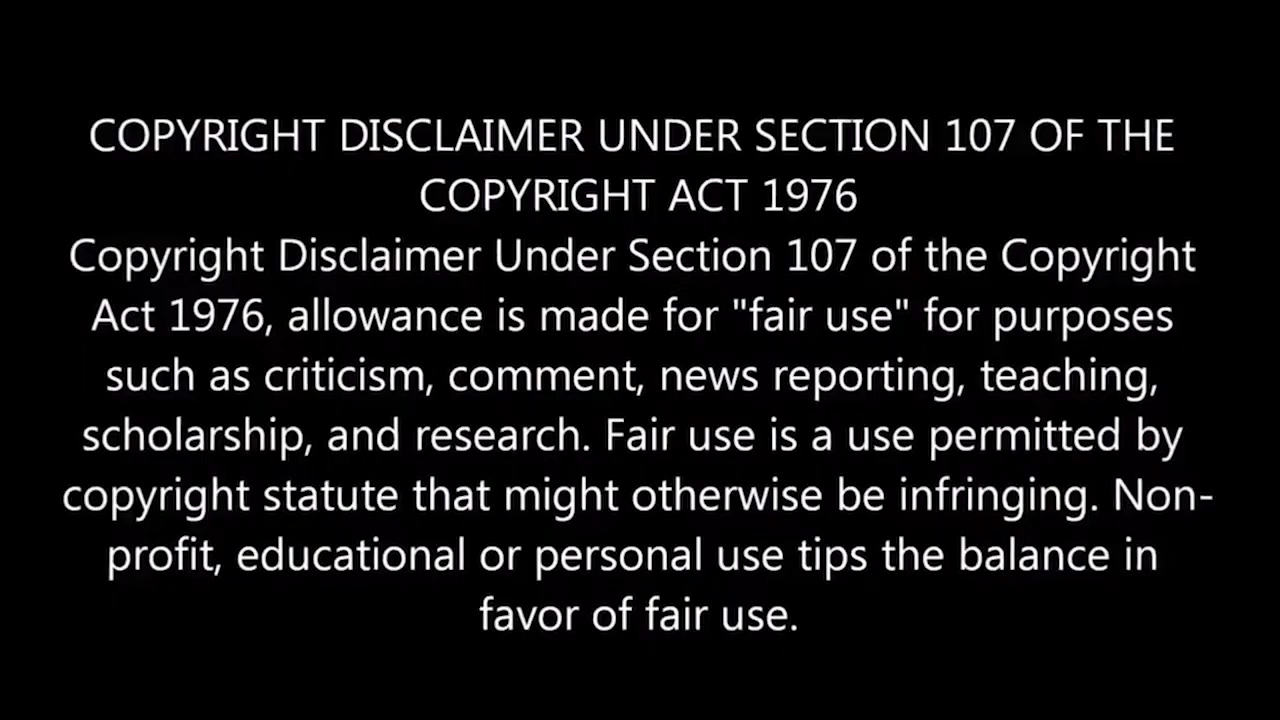 COPYRIGHT DISCLAIMER UNDER SECTION 107 OF THE
COPYRIGHT ACT 1976
Copyright Disclaimer Under Section 107 of the Copyright
Act 1976, allowance is made for "fair use" for purposes
such as criticism, comment, news reporting, teaching,
scholarship, and research. Fair use is a use permitted by
copyright statute that might otherwise be infringing. Non-
profit, educational or personal use tips the balance in
favor of fair use.